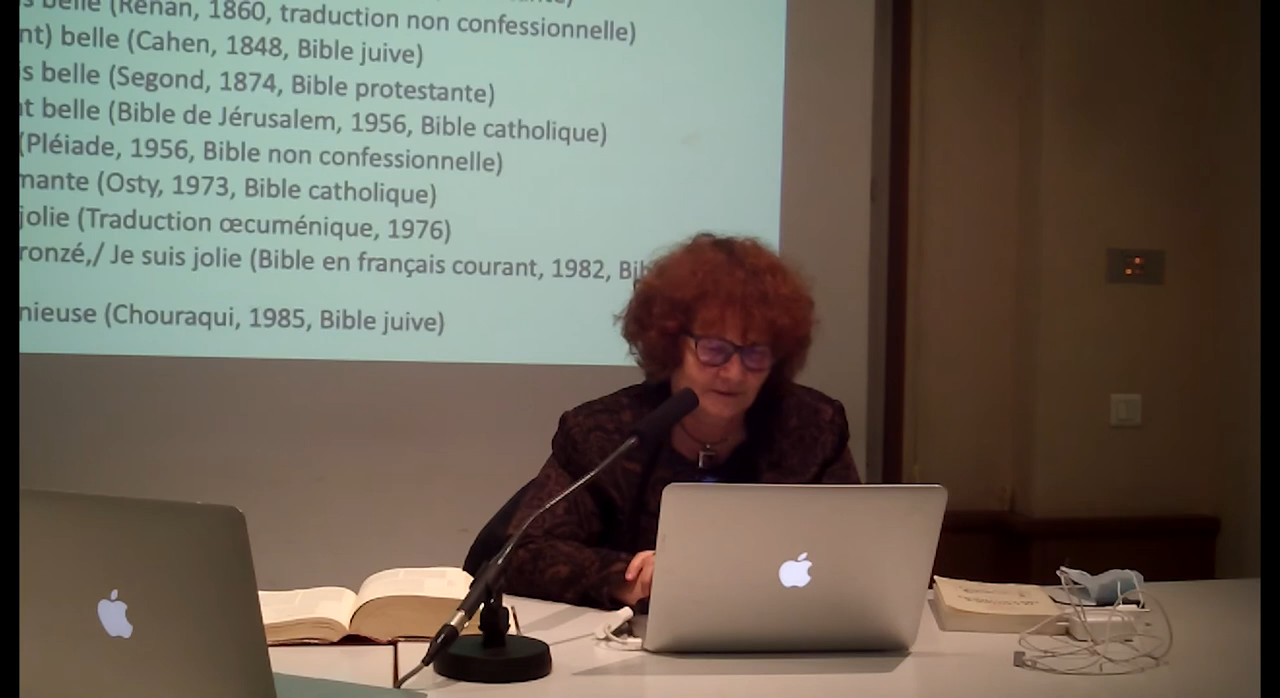 belle (Renan, 1860, traduction non confessionnelle)
nt) belle (Cahen, 1848, Bible juive)
s belle (Segond, 1874, Bible protestante)
nt belle (Bible de Jérusalem, 1956, Bible catholique)
(Pléiade, 1956, Bible non confessionnelle)
mante (Osty, 1973, Bible catholique)
jolie (Traduction œcuménique, 1976)
ronzé,/ Je suis jolie (Bible en français courant, 1982, Bib
nieuse (Chouraqui, 1985, Bible juive)